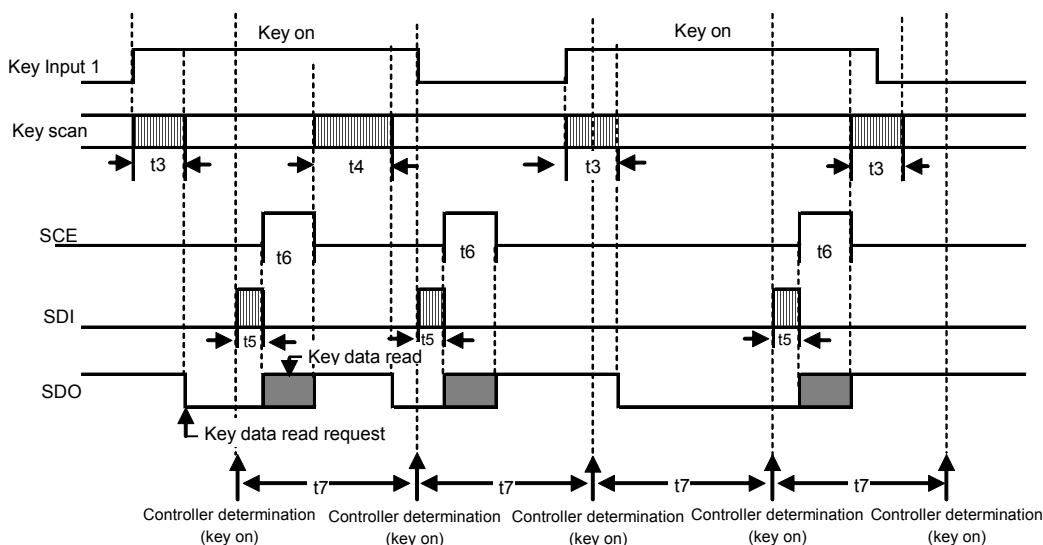 Key on
Key on
Key Input 1
Key scan
t3
t4
t3
t3
SCE
t6
t6
t6
SDI
t5
t5
t5
Key data read
SDO
Key data read request
t7
t7
t7
t7
Controller determination
(key on)
Controller determination
(key on)
Controller determination
(key on)
Controller determination
(key on)
Controller determination
(key on)